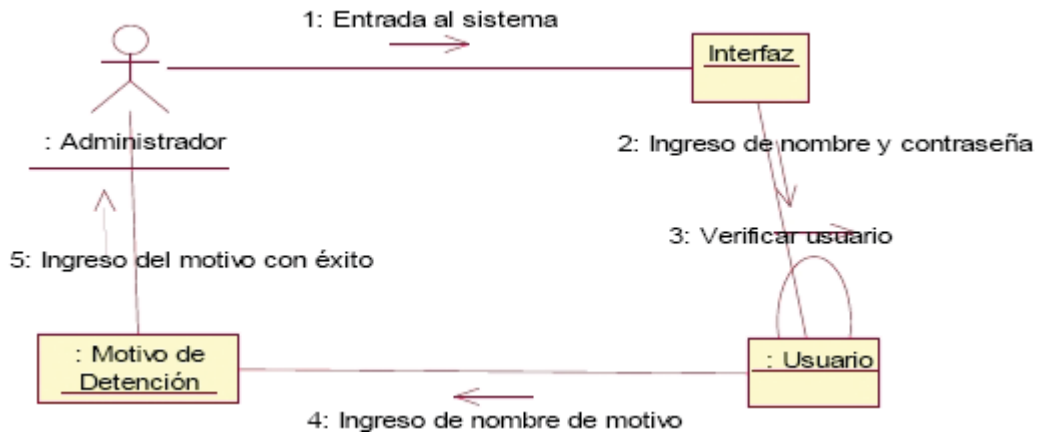 1: Entrada al sistema
Interfaz
: Administrador
2: Ingreso de nombre y contraseña
3: Verificar usuario
5: Ingreso del motivo con éxito
: Motivo de
Detención
: Usuario
4: Ingreso de nombre de motivo